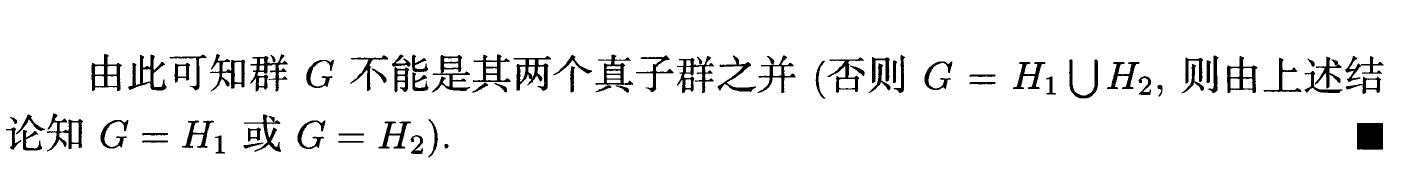 由此可知群 G 不能是其两个真子群之并 (否则 G = H₁ ⋃ H₂, 则由上述结
论知 G = H₁ 或 G = H₂). ■